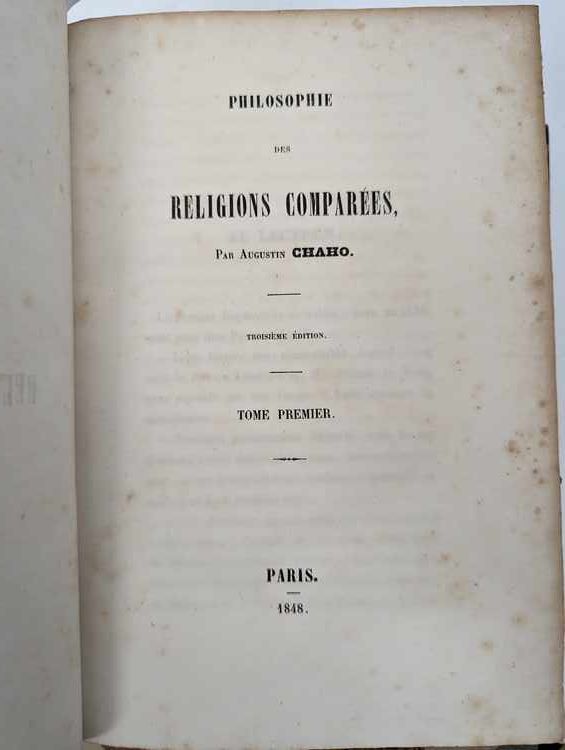 PHILOSOPHIE
DES
RELIGIONS COMPARÉES,
PAR AUGUSTIN CHAHO.
TROISIÈME ÉDITION.
TOME PREMIER.
PARIS.
1848.